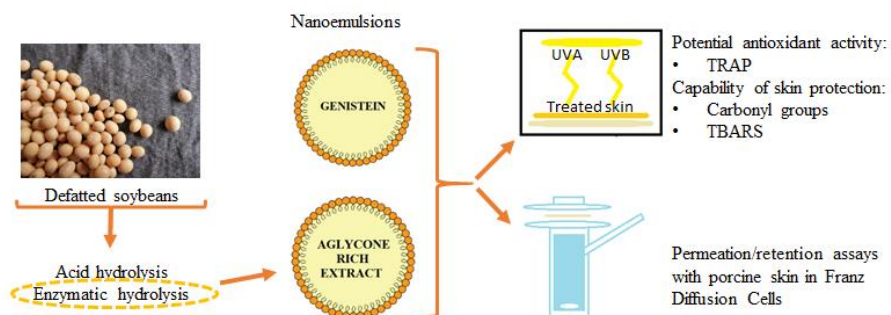 Nanoemulsions
GENISTEIN
Defatted soybeans
Acid hydrolysis
Enzymatic hydrolysis
AGLYCONE
RICH
EXTRACT
UVA UVB
Treated skin
Potential antioxidant activity:
• TRAP
Capability of skin protection:
• Carbonyl groups
• TBARS
Permeation/retention assays
with porcine skin in Franz
Diffusion Cells